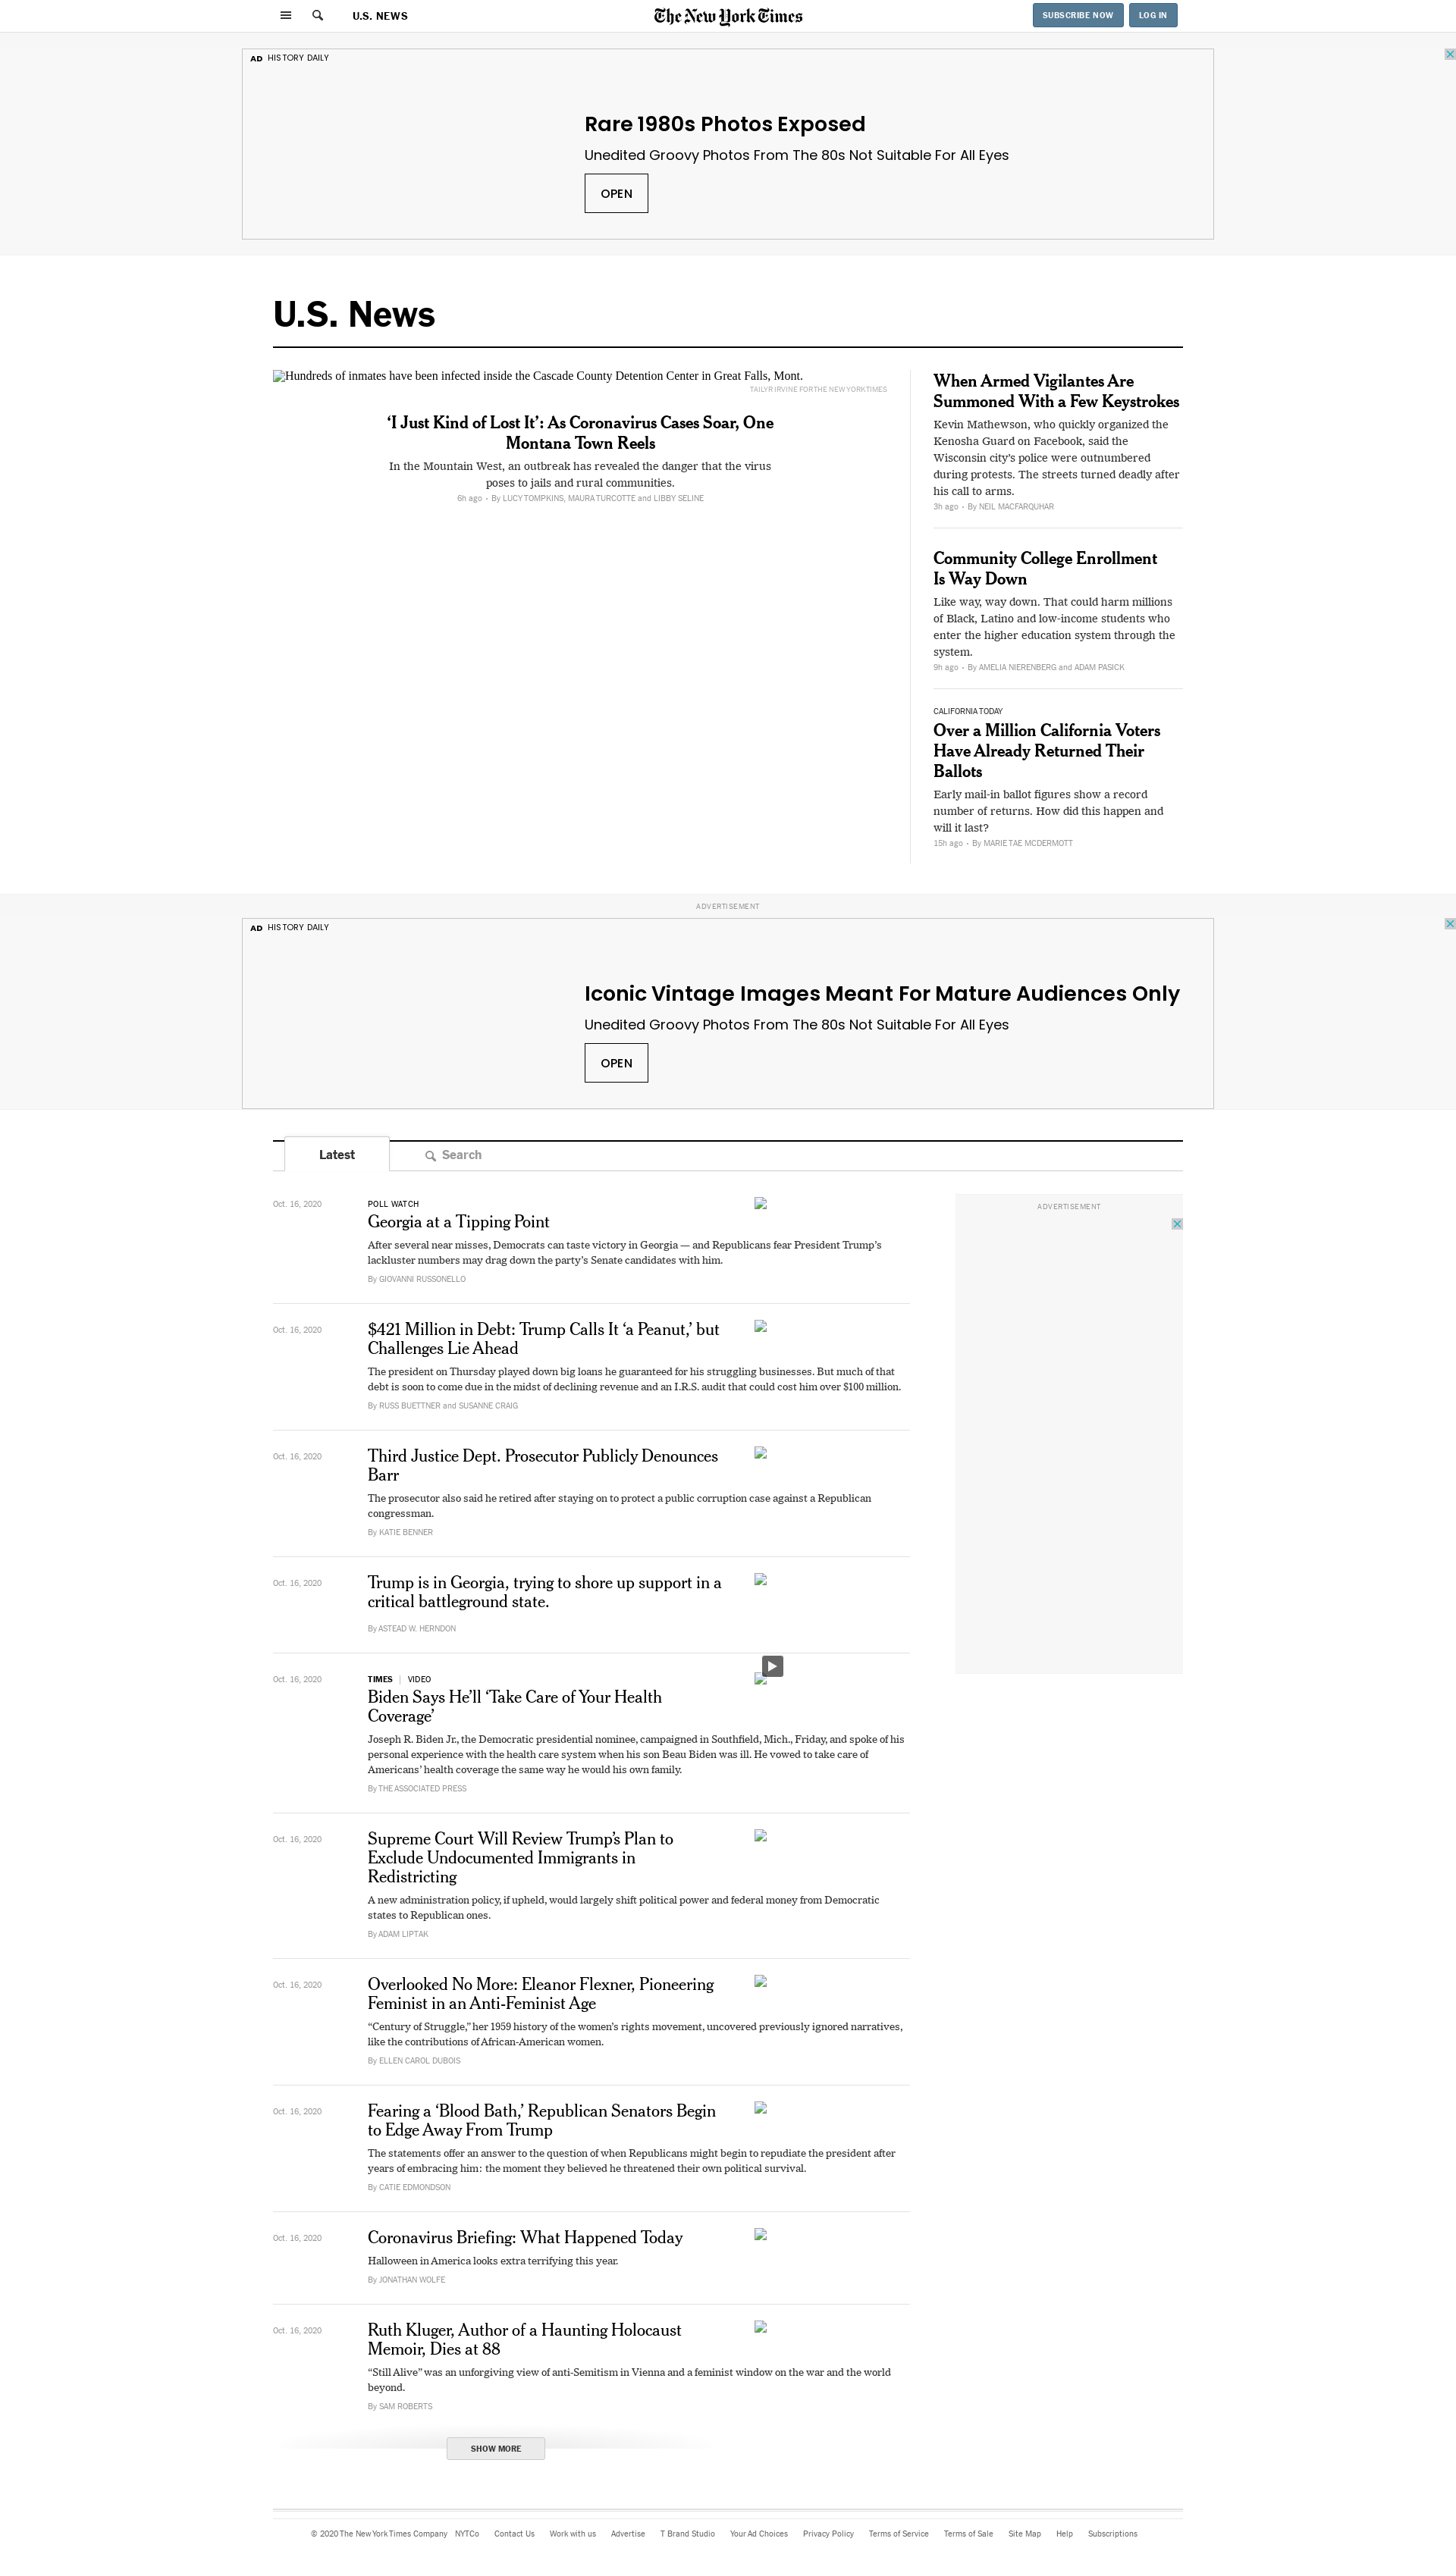 U.S. NEWS
The New York Times
SUBSCRIBE NOW
LOG IN
AD HISTORY DAILY
Rare 1980s Photos Exposed
Unedited Groovy Photos From The 80s Not Suitable For All Eyes
OPEN
U.S. News
Hundreds of inmates have been infected inside the Cascade County Detention Center in Great Falls, Mont.
TAILYR IRVINE FOR THE NEW YORK TIMES
‘I Just Kind of Lost It’: As Coronavirus Cases Soar, One
Montana Town Reels
In the Mountain West, an outbreak has revealed the danger that the virus
poses to jails and rural communities.
6h ago • By LUCY TOMPKINS, MAURA TURCOTTE and LIBBY SELINE
When Armed Vigilantes Are
Summoned With a Few Keystrokes
Kevin Mathewson, who quickly organized the
Kenosha Guard on Facebook, said the
Wisconsin city’s police were outnumbered
during protests. The streets turned deadly after
his call to arms.
3h ago • By NEIL MACFARQUHAR
Community College Enrollment
Is Way Down
Like way, way down. That could harm millions
of Black, Latino and low-income students who
enter the higher education system through the
system.
9h ago • By AMELIA NIERENBERG and ADAM PASICK
CALIFORNIA TODAY
Over a Million California Voters
Have Already Returned Their
Ballots
Early mail-in ballot figures show a record
number of returns. How did this happen and
will it last?
15h ago • By MARIE TAE MCDERMOTT
ADVERTISEMENT
AD HISTORY DAILY
Iconic Vintage Images Meant For Mature Audiences Only
Unedited Groovy Photos From The 80s Not Suitable For All Eyes
OPEN
Latest
Search
ADVERTISEMENT
Oct. 16, 2020
POLL WATCH
Georgia at a Tipping Point
After several near misses, Democrats can taste victory in Georgia — and Republicans fear President Trump’s
lackluster numbers may drag down the party’s Senate candidates with him.
By GIOVANNI RUSSONELLO
Oct. 16, 2020
$421 Million in Debt: Trump Calls It ‘a Peanut,’ but
Challenges Lie Ahead
The president on Thursday played down big loans he guaranteed for his struggling businesses. But much of that
debt is soon to come due in the midst of declining revenue and an I.R.S. audit that could cost him over $100 million.
By RUSS BUETTNER and SUSANNE CRAIG
Oct. 16, 2020
Third Justice Dept. Prosecutor Publicly Denounces
Barr
The prosecutor also said he retired after staying on to protect a public corruption case against a Republican
congressman.
By KATIE BENNER
Oct. 16, 2020
Trump is in Georgia, trying to shore up support in a
critical battleground state.
By ASTEAD W. HERNDON
Oct. 16, 2020
TIMES | VIDEO
Biden Says He’ll ‘Take Care of Your Health
Coverage’
Joseph R. Biden Jr., the Democratic presidential nominee, campaigned in Southfield, Mich., Friday, and spoke of his
personal experience with the health care system when his son Beau Biden was ill. He vowed to take care of
Americans’ health coverage the same way he would his own family.
By THE ASSOCIATED PRESS
Oct. 16, 2020
Supreme Court Will Review Trump’s Plan to
Exclude Undocumented Immigrants in
Redistricting
A new administration policy, if upheld, would largely shift political power and federal money from Democratic
states to Republican ones.
By ADAM LIPTAK
Oct. 16, 2020
Overlooked No More: Eleanor Flexner, Pioneering
Feminist in an Anti-Feminist Age
“Century of Struggle,” her 1959 history of the women’s rights movement, uncovered previously ignored narratives,
like the contributions of African-American women.
By ELLEN CAROL DUBOIS
Oct. 16, 2020
Fearing a ‘Blood Bath,’ Republican Senators Begin
to Edge Away From Trump
The statements offer an answer to the question of when Republicans might begin to repudiate the president after
years of embracing him: the moment they believed he threatened their own political survival.
By CATIE EDMONDSON
Oct. 16, 2020
Coronavirus Briefing: What Happened Today
Halloween in America looks extra terrifying this year.
By JONATHAN WOLFE
Oct. 16, 2020
Ruth Kluger, Author of a Haunting Holocaust
Memoir, Dies at 88
“Still Alive” was an unforgiving view of anti-Semitism in Vienna and a feminist window on the war and the world
beyond.
By SAM ROBERTS
SHOW MORE
© 2020 The New York Times Company NYTCo Contact Us Work with us Advertise T Brand Studio Your Ad Choices Privacy Policy Terms of Service Terms of Sale Site Map Help Subscriptions